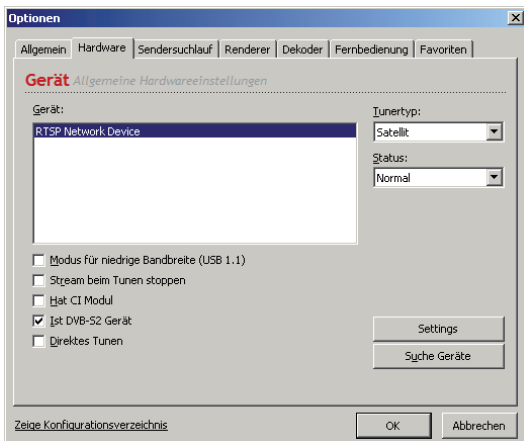 Optionen
Allgemein Hardware Sendersuchlauf Renderer Dekoder Fernbedienung Favoriten
Gerät Allgemeine Hardwareeinstellungen
Gerät:
RTSP Network Device
Tunertyp:
Satellit
Status:
Normal
Modus für niedrige Bandbreite (USB 1.1)
Stream beim Tunen stoppen
Hat CI Modul
Ist DVB-S2 Gerät
Direktes Tunen
Settings
Suche Geräte
Zeige Konfigurationsverzeichnis
OK Abbrechen